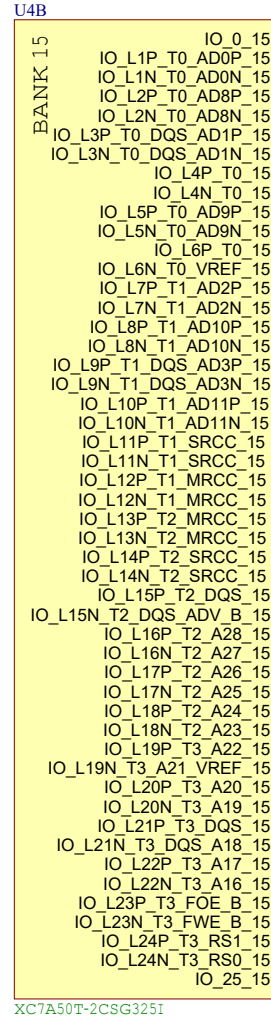 U4B
BANK 15
IO_0_15
IO_L1P_T0_AD0P_15
IO_L1N_T0_AD0N_15
IO_L2P_T0_AD8P_15
IO_L2N_T0_AD8N_15
IO_L3P_T0_DQS_AD1P_15
IO_L3N_T0_DQS_AD1N_15
IO_L4P_T0_15
IO_L4N_T0_15
IO_L5P_T0_AD9P_15
IO_L5N_T0_AD9N_15
IO_L6P_T0_15
IO_L6N_T0_VREF_15
IO_L7P_T1_AD2P_15
IO_L7N_T1_AD2N_15
IO_L8P_T1_AD10P_15
IO_L8N_T1_AD10N_15
IO_L9P_T1_DQS_AD3P_15
IO_L9N_T1_DQS_AD3N_15
IO_L10P_T1_AD11P_15
IO_L10N_T1_AD11N_15
IO_L11P_T1_SRCC_15
IO_L11N_T1_SRCC_15
IO_L12P_T1_MRCC_15
IO_L12N_T1_MRCC_15
IO_L13P_T2_MRCC_15
IO_L13N_T2_MRCC_15
IO_L14P_T2_SRCC_15
IO_L14N_T2_SRCC_15
IO_L15P_T2_DQS_15
IO_L15N_T2_DQS_ADV_B_15
IO_L16P_T2_A28_15
IO_L16N_T2_A27_15
IO_L17P_T2_A26_15
IO_L17N_T2_A25_15
IO_L18P_T2_A24_15
IO_L18N_T2_A23_15
IO_L19P_T3_A22_15
IO_L19N_T3_A21_VREF_15
IO_L20P_T3_A20_15
IO_L20N_T3_A19_15
IO_L21P_T3_DQS_15
IO_L21N_T3_DQS_A18_15
IO_L22P_T3_A17_15
IO_L22N_T3_A16_15
IO_L23P_T3_FOE_B_15
IO_L23N_T3_FWE_B_15
IO_L24P_T3_RS1_15
IO_L24N_T3_RS0_15
IO_25_15
XC7A50T-2CSG325I